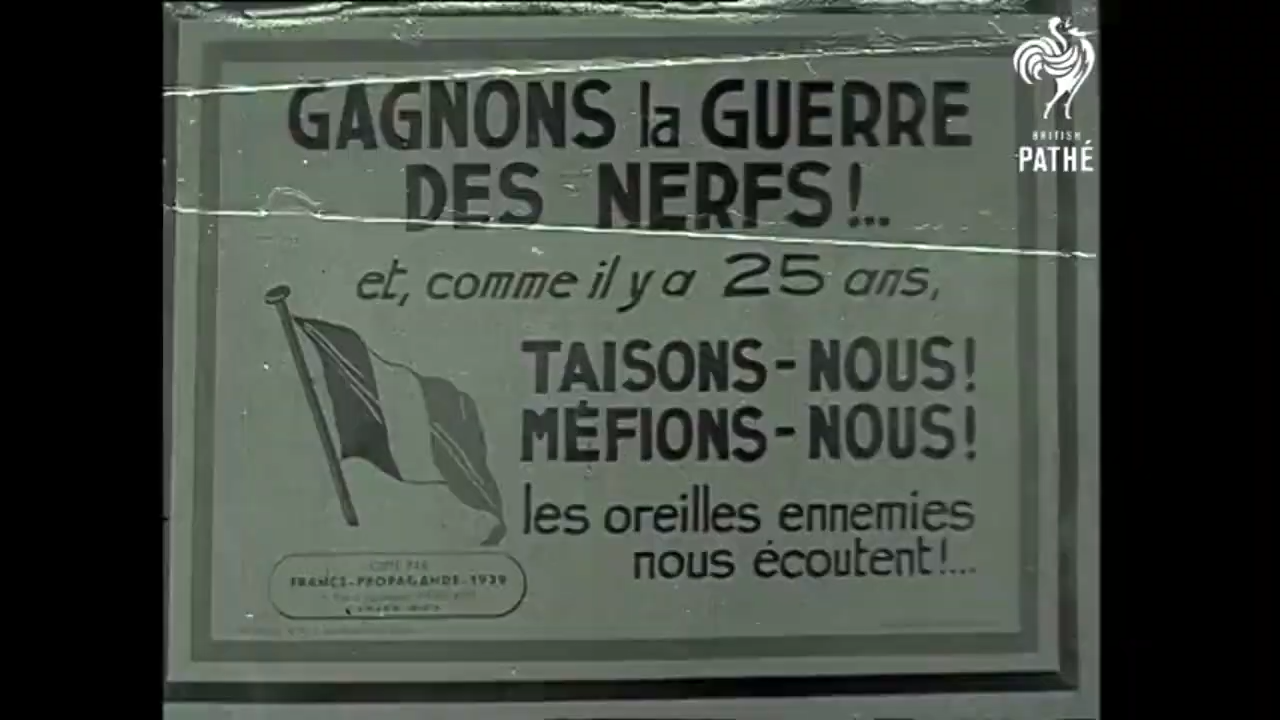 GAGNONS la GUERRE
DES NERFS!..
et, comme il y a 25 ans,
TAISONS-NOUS!
MÉFIONS-NOUS!
les oreilles ennemies
nous écoutent!...
FRANCE-PROPAGANDE-1939
BRITISH
PATHÉ